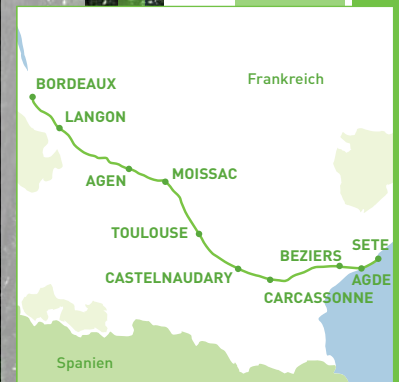 Frankreich
BORDEAUX
LANGON
MOISSAC
AGEN
TOULOUSE
SETE
BEZIERS
CASTELNAUDARY
AGDE
CARCASSONNE
Spanien